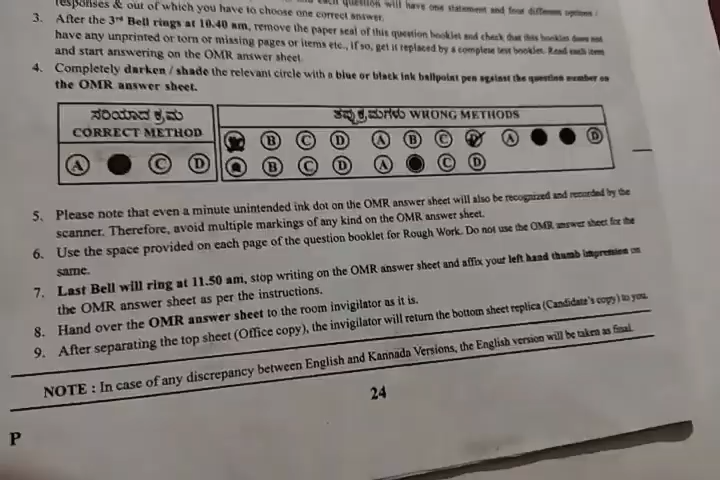 responses & out of which you have to choose one correct answer.
each question will have one statement and four different options /
3. After the 3rd Bell rings at 10.40 am, remove the paper seal of this question booklet and check that this booklet does not
have any unprinted or torn or missing pages or items etc., if so, get it replaced by a complete test booklet. Read each item
and start answering on the OMR answer sheet.
4. Completely darken / shade the relevant circle with a blue or black ink ballpoint pen against the question number on
the OMR answer sheet.
ಸರಿಯಾದ ಕ್ರಮ
CORRECT METHOD
ತಪ್ಪು ಕ್ರಮಗಳು WRONG METHODS
A C D
B C D A B C D A D
B C D A C D
5. Please note that even a minute unintended ink dot on the OMR answer sheet will also be recognized and recorded by the
scanner. Therefore, avoid multiple markings of any kind on the OMR answer sheet.
6. Use the space provided on each page of the question booklet for Rough Work. Do not use the OMR answer sheet for the
same.
7. Last Bell will ring at 11.50 am, stop writing on the OMR answer sheet and affix your left hand thumb impression on
the OMR answer sheet as per the instructions.
8. Hand over the OMR answer sheet to the room invigilator as it is.
9. After separating the top sheet (Office copy), the invigilator will return the bottom sheet replica (Candidate's copy) to you.
NOTE : In case of any discrepancy between English and Kannada Versions, the English version will be taken as final.
24
P